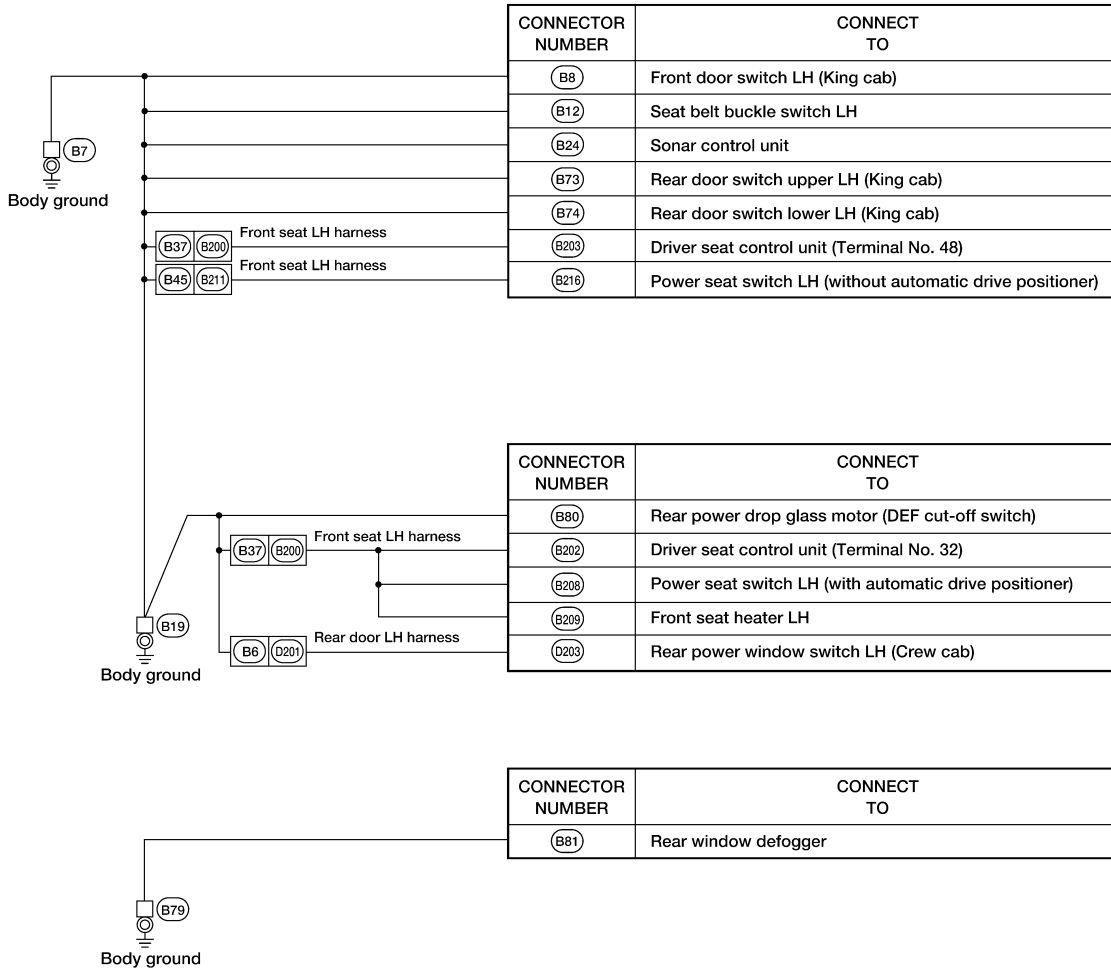 CONNECTOR NUMBER
CONNECT TO
B8 Front door switch LH (King cab)
B12 Seat belt buckle switch LH
B7
B24 Sonar control unit
B73 Rear door switch upper LH (King cab)
Body ground
B74 Rear door switch lower LH (King cab)
Front seat LH harness
B37 B200
B203 Driver seat control unit (Terminal No. 48)
Front seat LH harness
B45 B211
B216 Power seat switch LH (without automatic drive positioner)
CONNECTOR NUMBER
CONNECT TO
B80 Rear power drop glass motor (DEF cut-off switch)
Front seat LH harness
B37 B200
B202 Driver seat control unit (Terminal No. 32)
B208 Power seat switch LH (with automatic drive positioner)
B209 Front seat heater LH
B19
Rear door LH harness
B6 D201
D203 Rear power window switch LH (Crew cab)
Body ground
CONNECTOR NUMBER
CONNECT TO
B81 Rear window defogger
B79
Body ground